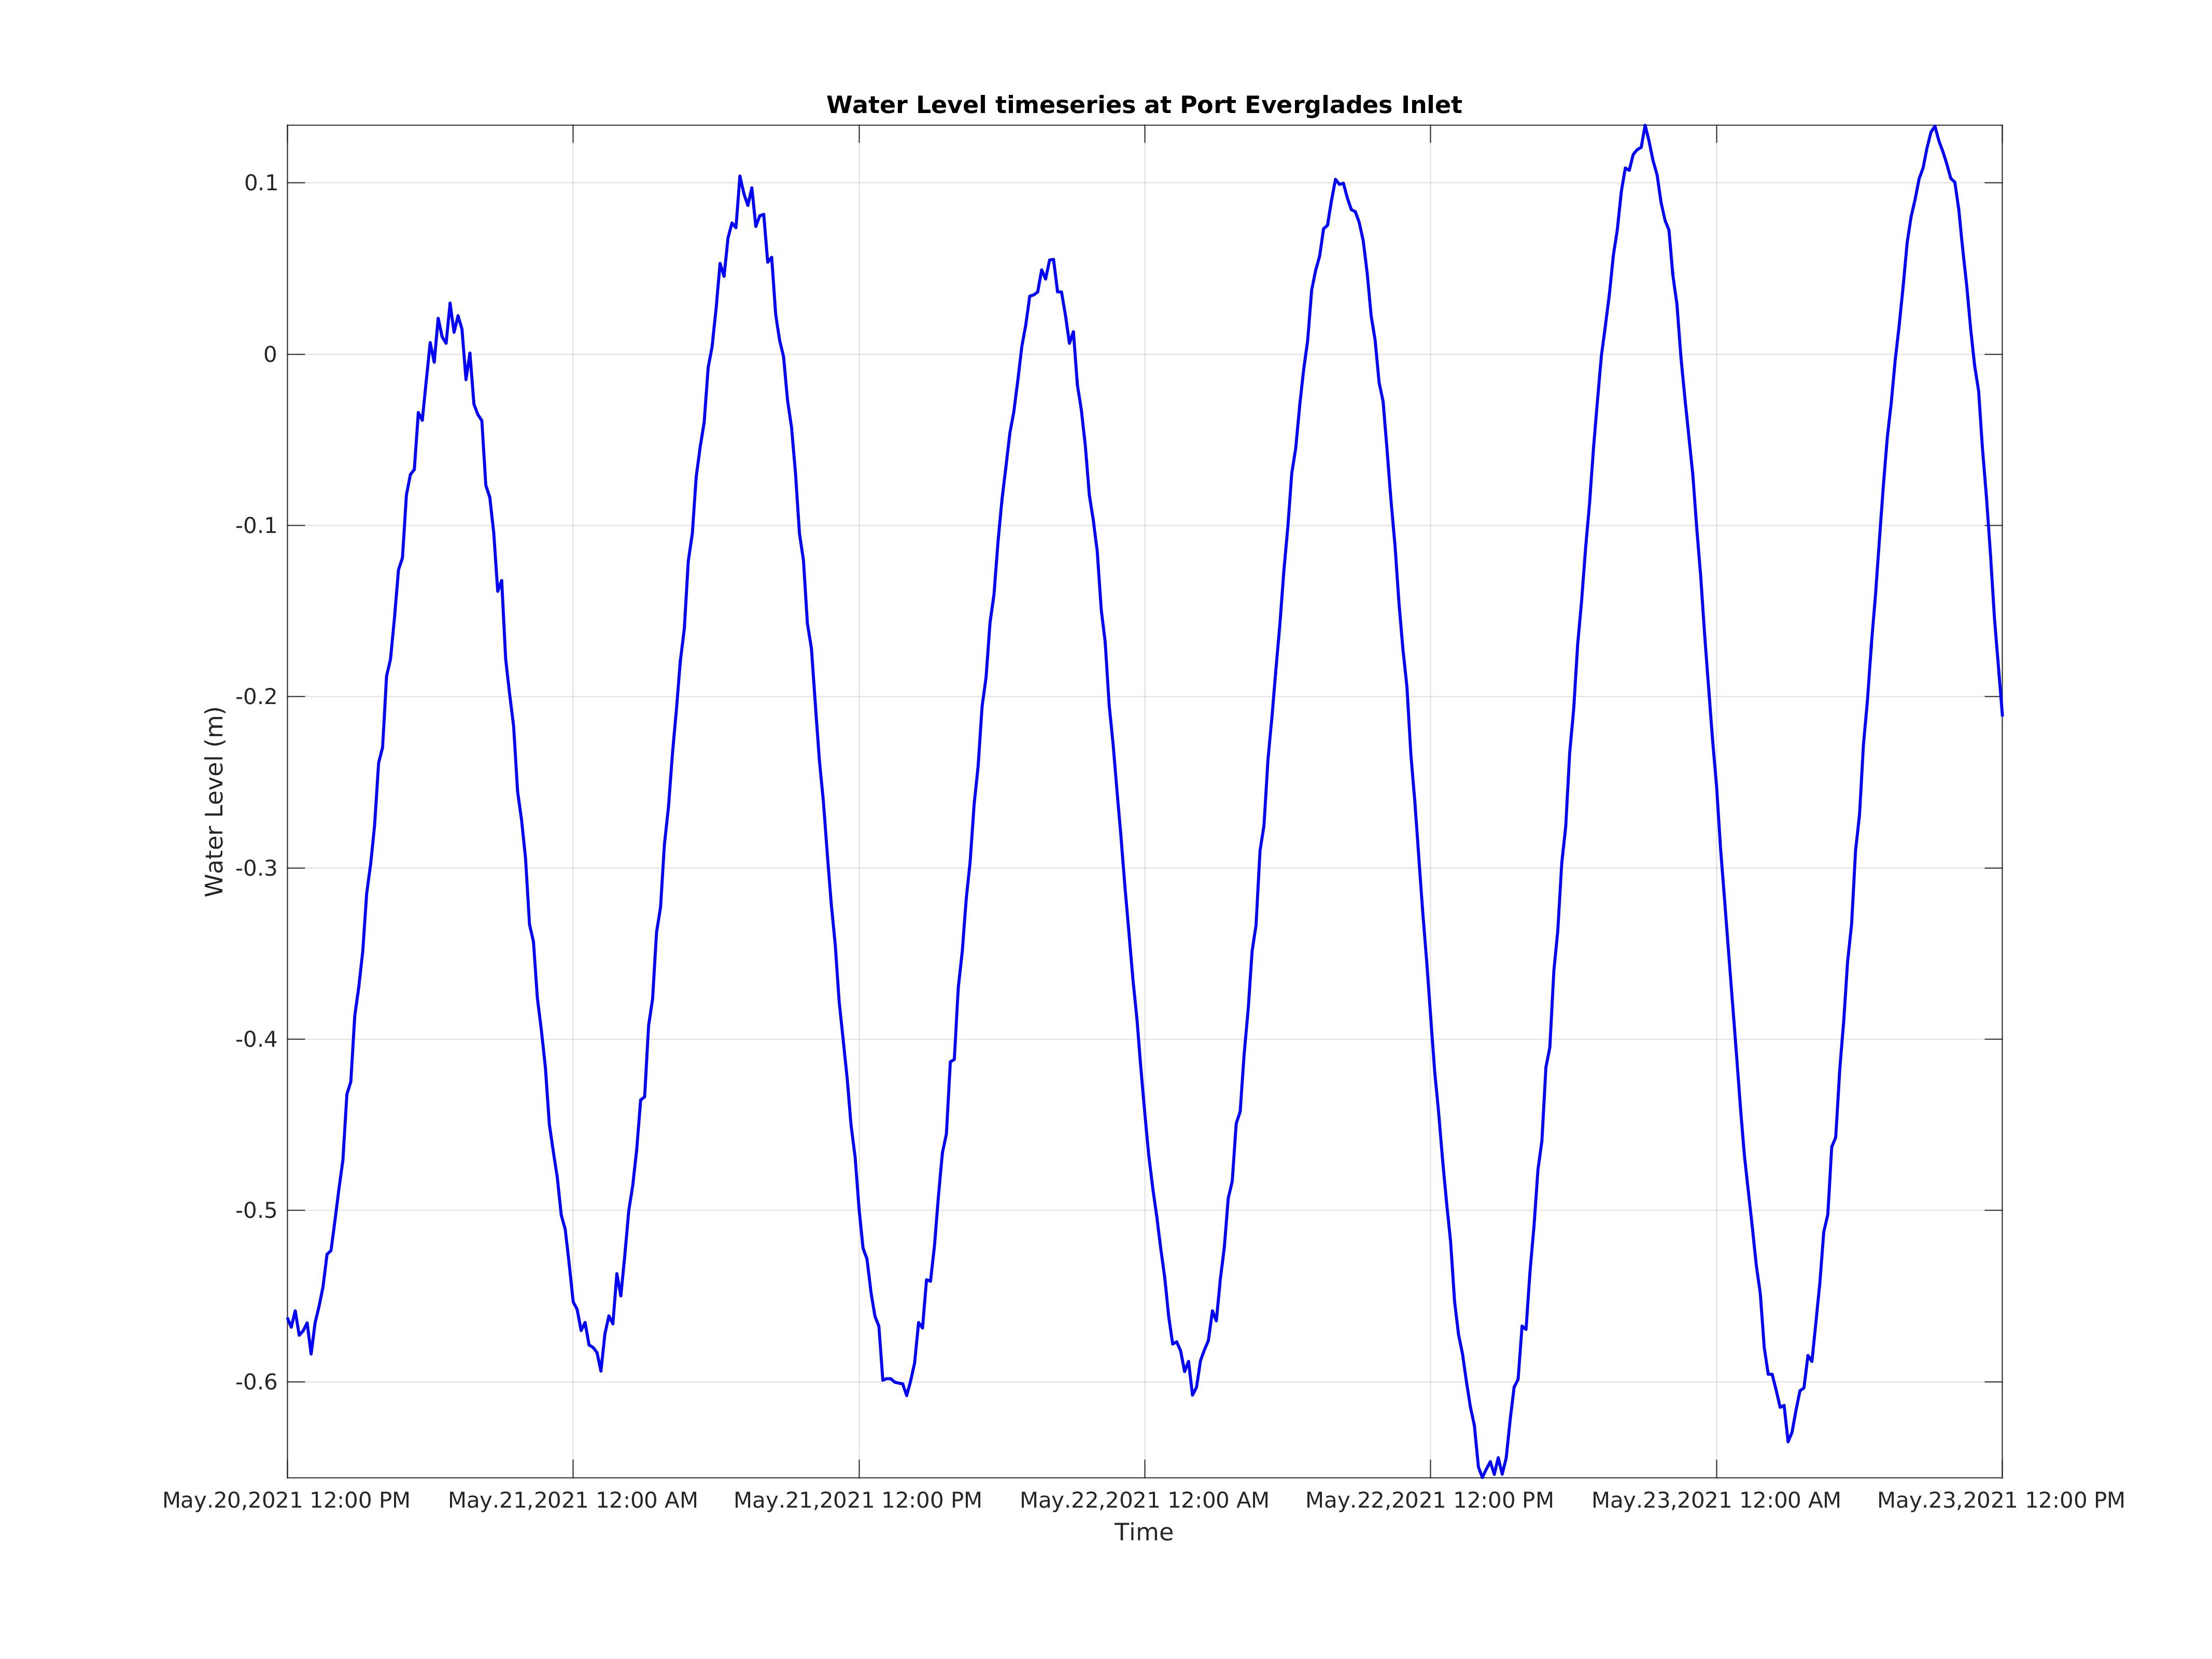 Water Level timeseries at Port Everglades Inlet
0.1
0
-0.1
-0.2
-0.3
-0.4
-0.5
-0.6
Water Level (m)
May.20,2021 12:00 PM
May.21,2021 12:00 AM
May.21,2021 12:00 PM
May.22,2021 12:00 AM
May.22,2021 12:00 PM
May.23,2021 12:00 AM
May.23,2021 12:00 PM
Time